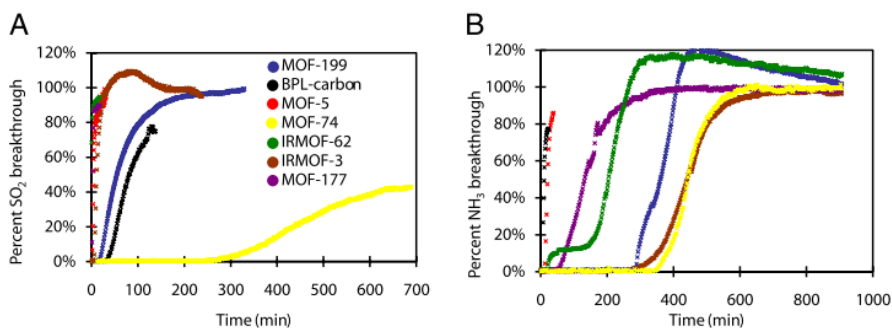 A
Percent SO2 breakthrough
120%
100%
80%
60%
40%
20%
0%
0 100 200 300 400 500 600 700
Time (min)
MOF-199
BPL-carbon
MOF-5
MOF-74
IRMOF-62
IRMOF-3
MOF-177
B
Percent NH3 breakthrough
120%
100%
80%
60%
40%
20%
0%
0 200 400 600 800 1000
Time (min)